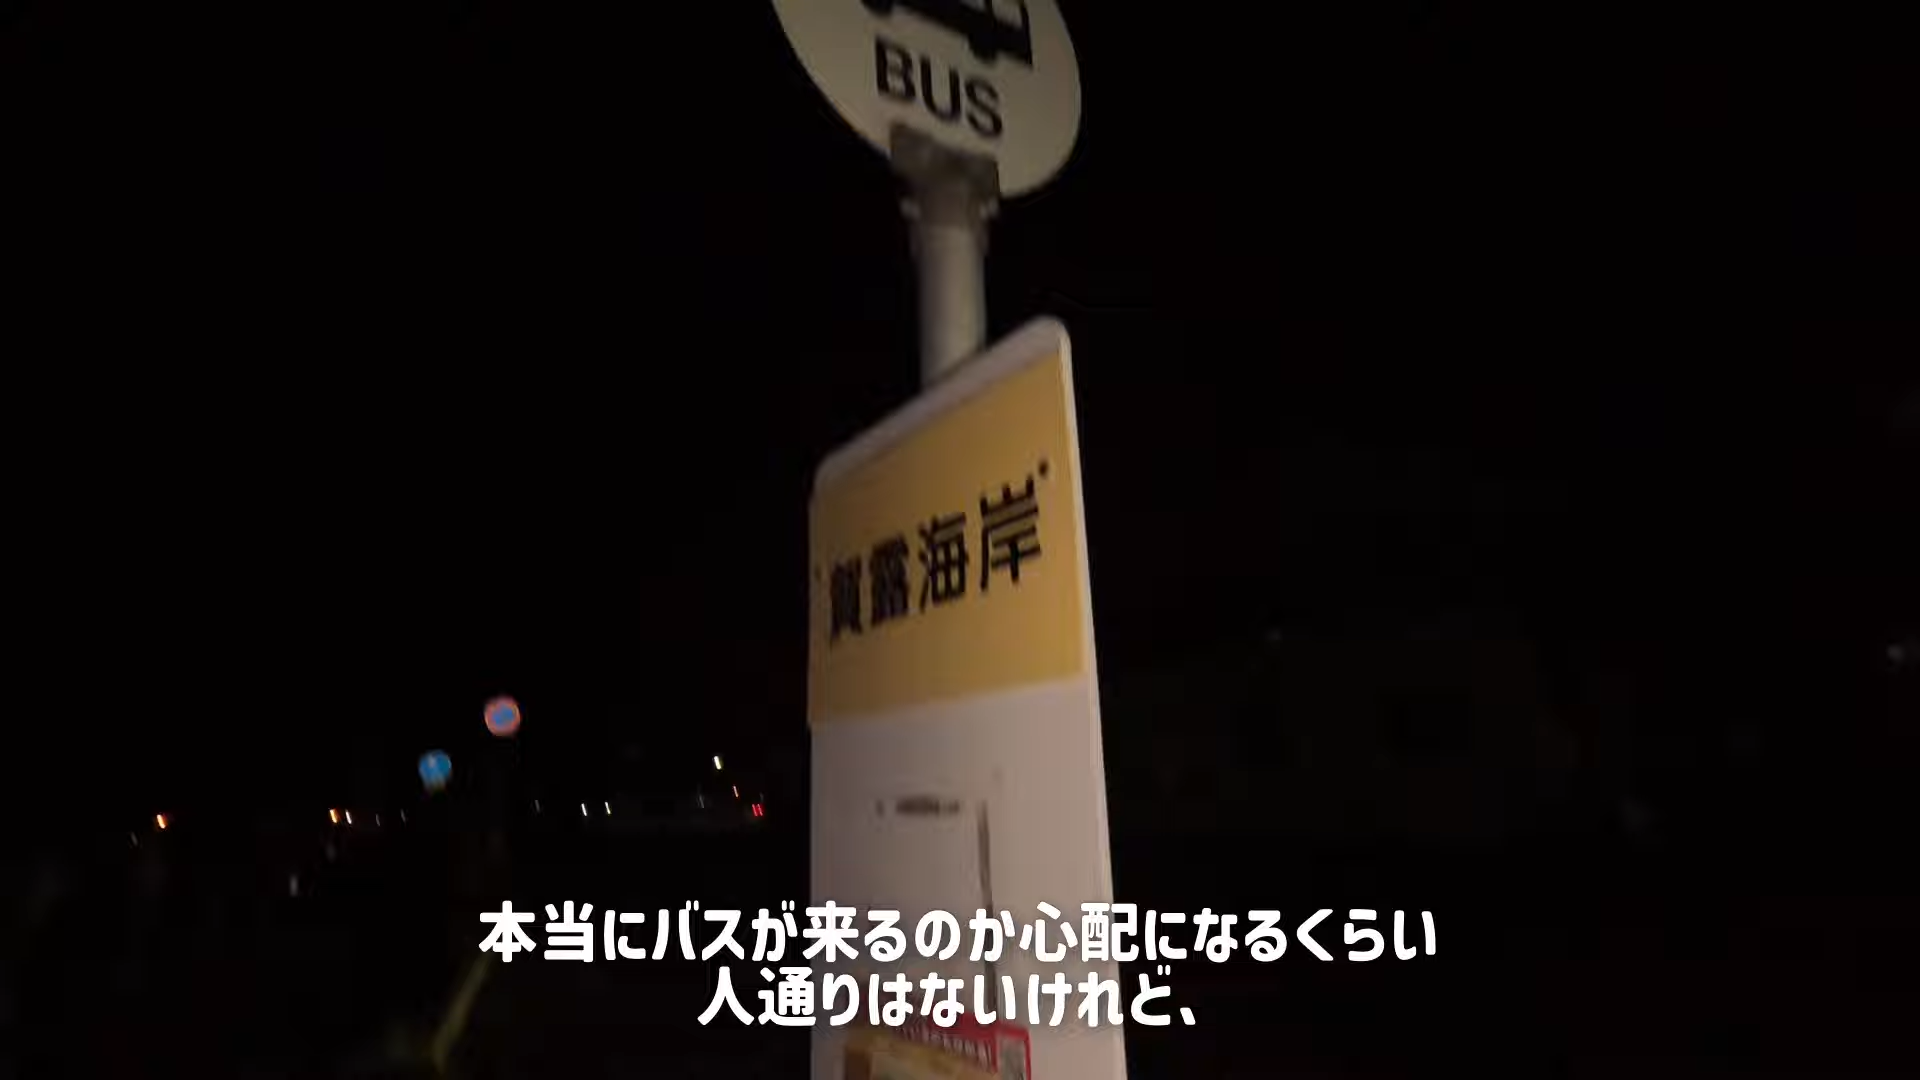 BUS
賀露海岸
本当にバスが来るのか心配になるくらい
人通りはないけれど、